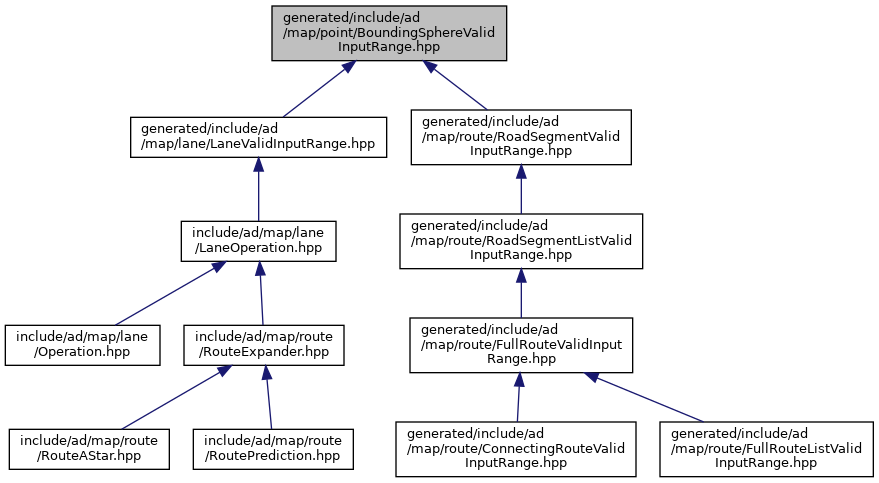 generated/include/ad
/map/point/BoundingSphereValid
InputRange.hpp
generated/include/ad
/map/lane/LaneValidInputRange.hpp
generated/include/ad
/map/route/RoadSegmentValid
InputRange.hpp
include/ad/map/lane
/LaneOperation.hpp
generated/include/ad
/map/route/RoadSegmentListValid
InputRange.hpp
include/ad/map/lane
/Operation.hpp
include/ad/map/route
/RouteExpander.hpp
generated/include/ad
/map/route/FullRouteValidInput
Range.hpp
include/ad/map/route
/RouteAStar.hpp
include/ad/map/route
/RoutePrediction.hpp
generated/include/ad
/map/route/ConnectingRouteValid
InputRange.hpp
generated/include/ad
/map/route/FullRouteListValid
InputRange.hpp